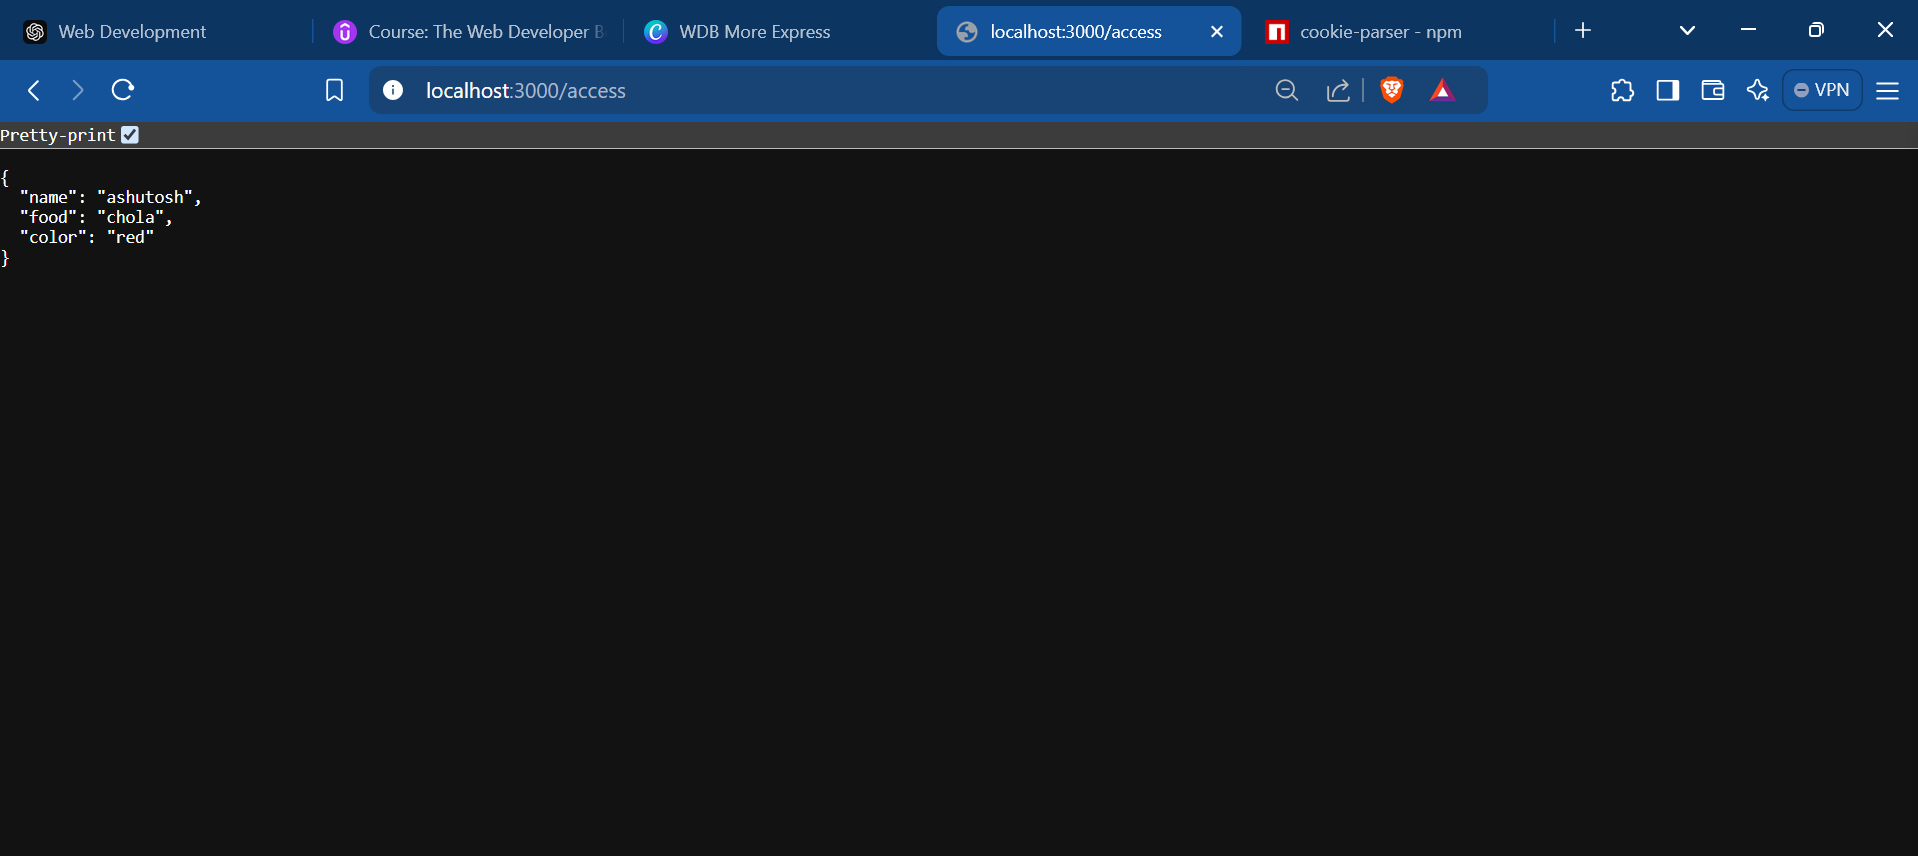 Web Development
Course: The Web Developer B
WDB More Express
localhost:3000/access
cookie-parser - npm
localhost:3000/access
VPN
Pretty-print
{
"name": "ashutosh",
"food": "chola",
"color": "red"
}